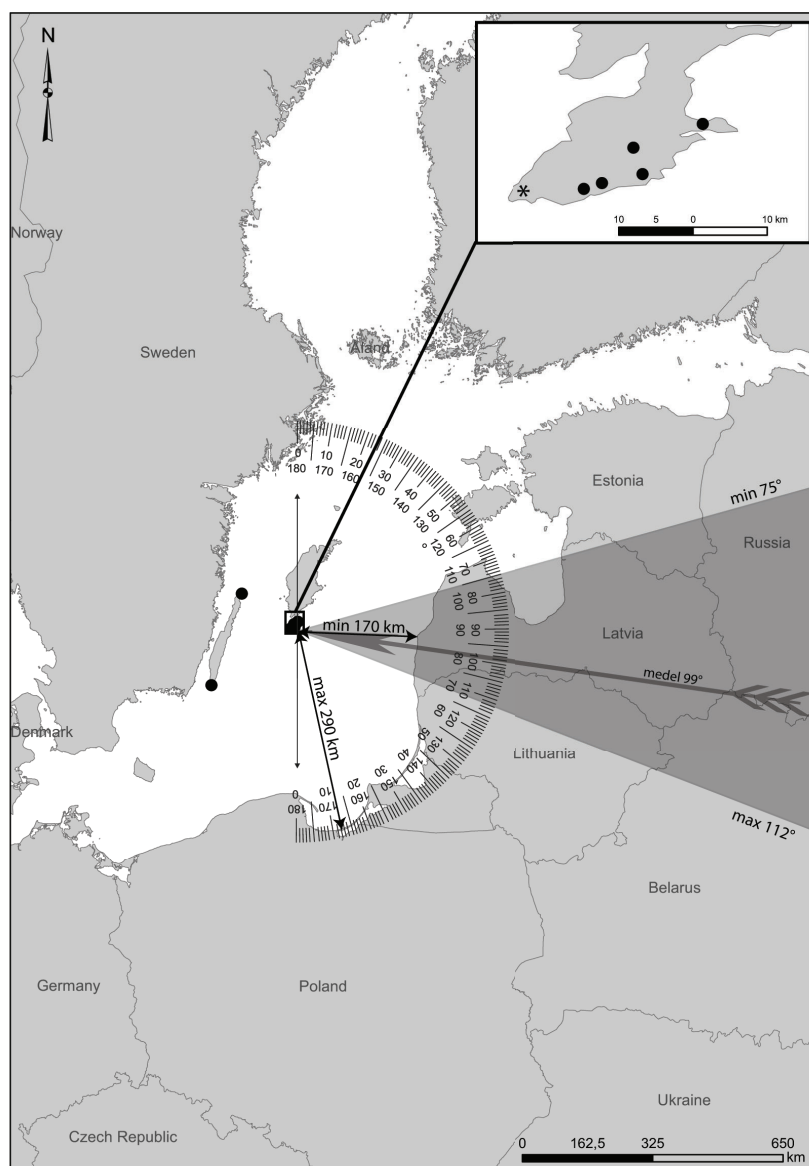 N
*
10 5 0 10 km
Norway
Sweden
Åland
Estonia
min 75°
Russia
0 10 20 30 40 50 60 70 80 90 100 110 120 130 140 150 160 170 180
180 170 160 150 140 130 120 110 100 90 80 70 60 50 40 30 20 10 0
°
min 170 km
Latvia
medel 99°
max 290 km
Denmark
Lithuania
max 112°
Belarus
Germany
Poland
Ukraine
Czech Republic
0 162,5 325 650
km